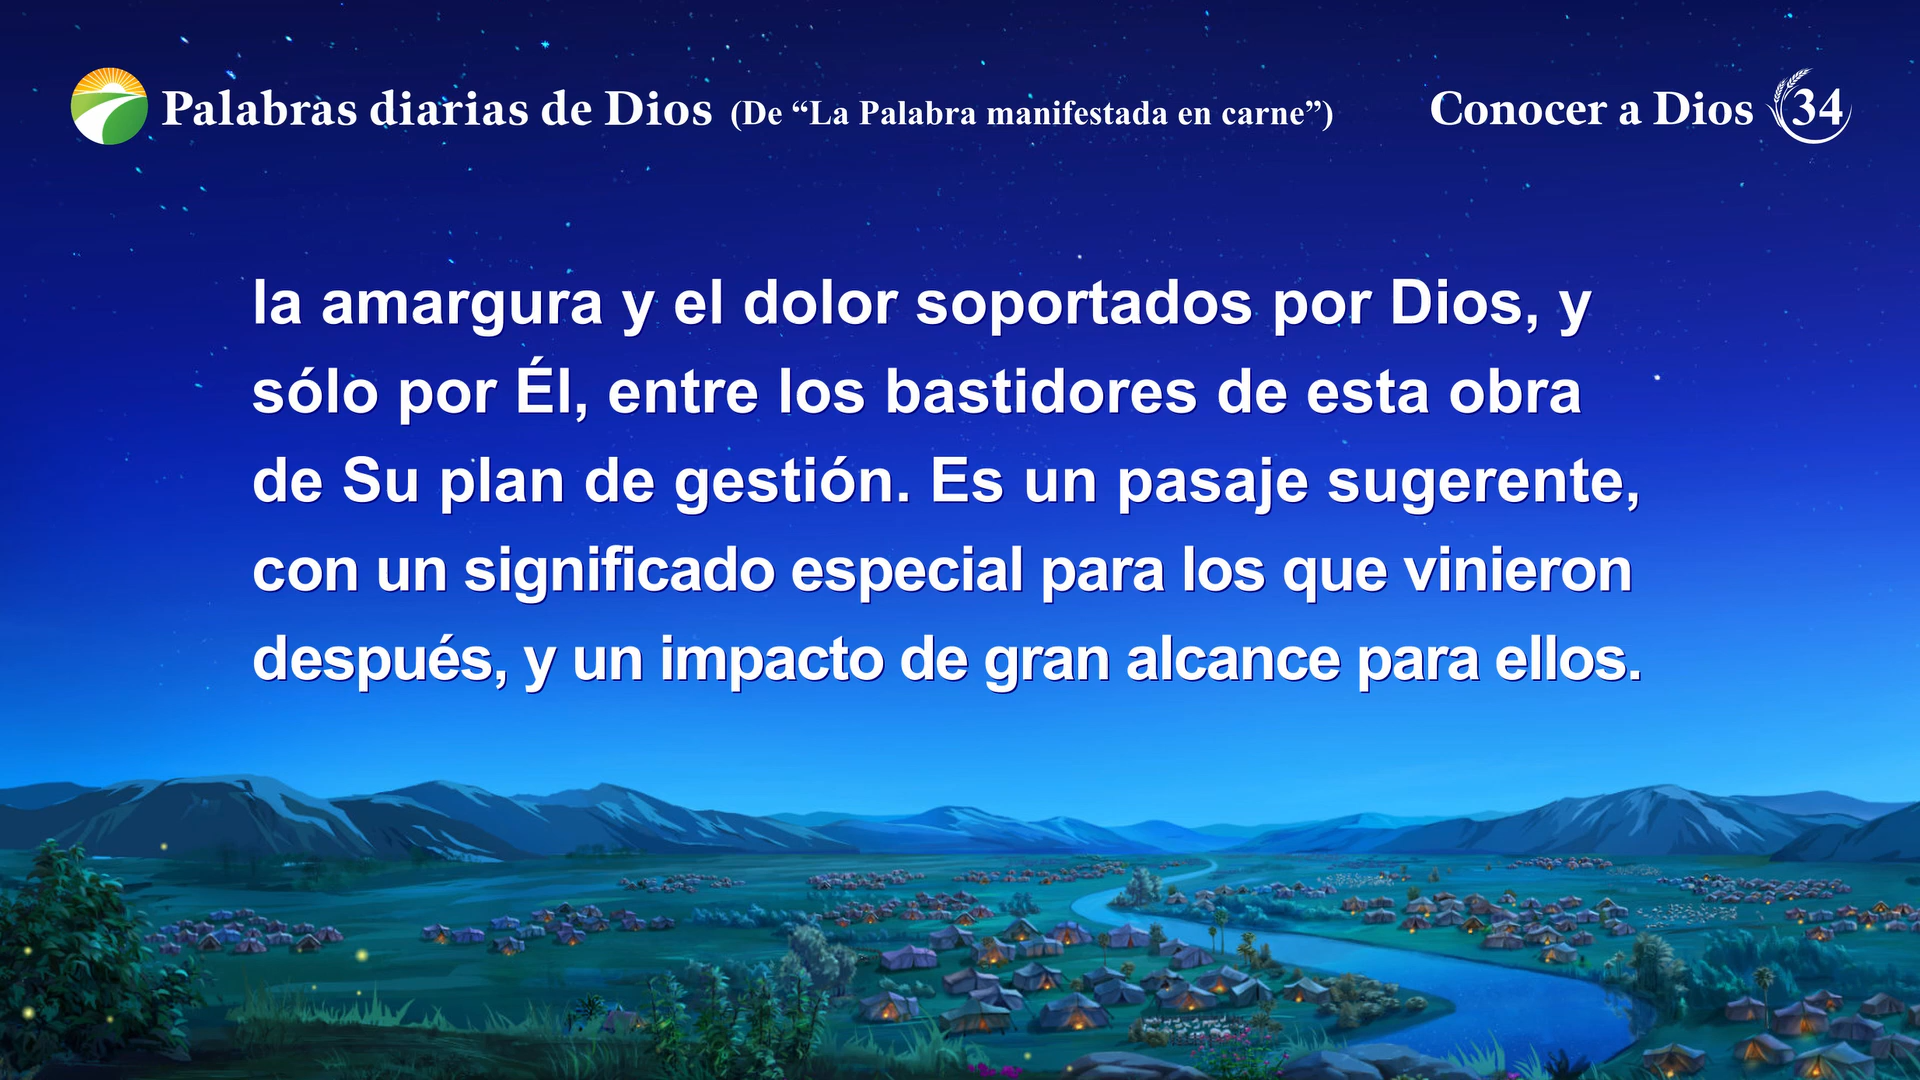 Palabras diarias de Dios (De “La Palabra manifestada en carne”) Conocer a Dios 34
la amargura y el dolor soportados por Dios, y
sólo por Él, entre los bastidores de esta obra
de Su plan de gestión. Es un pasaje sugerente,
con un significado especial para los que vinieron
después, y un impacto de gran alcance para ellos.